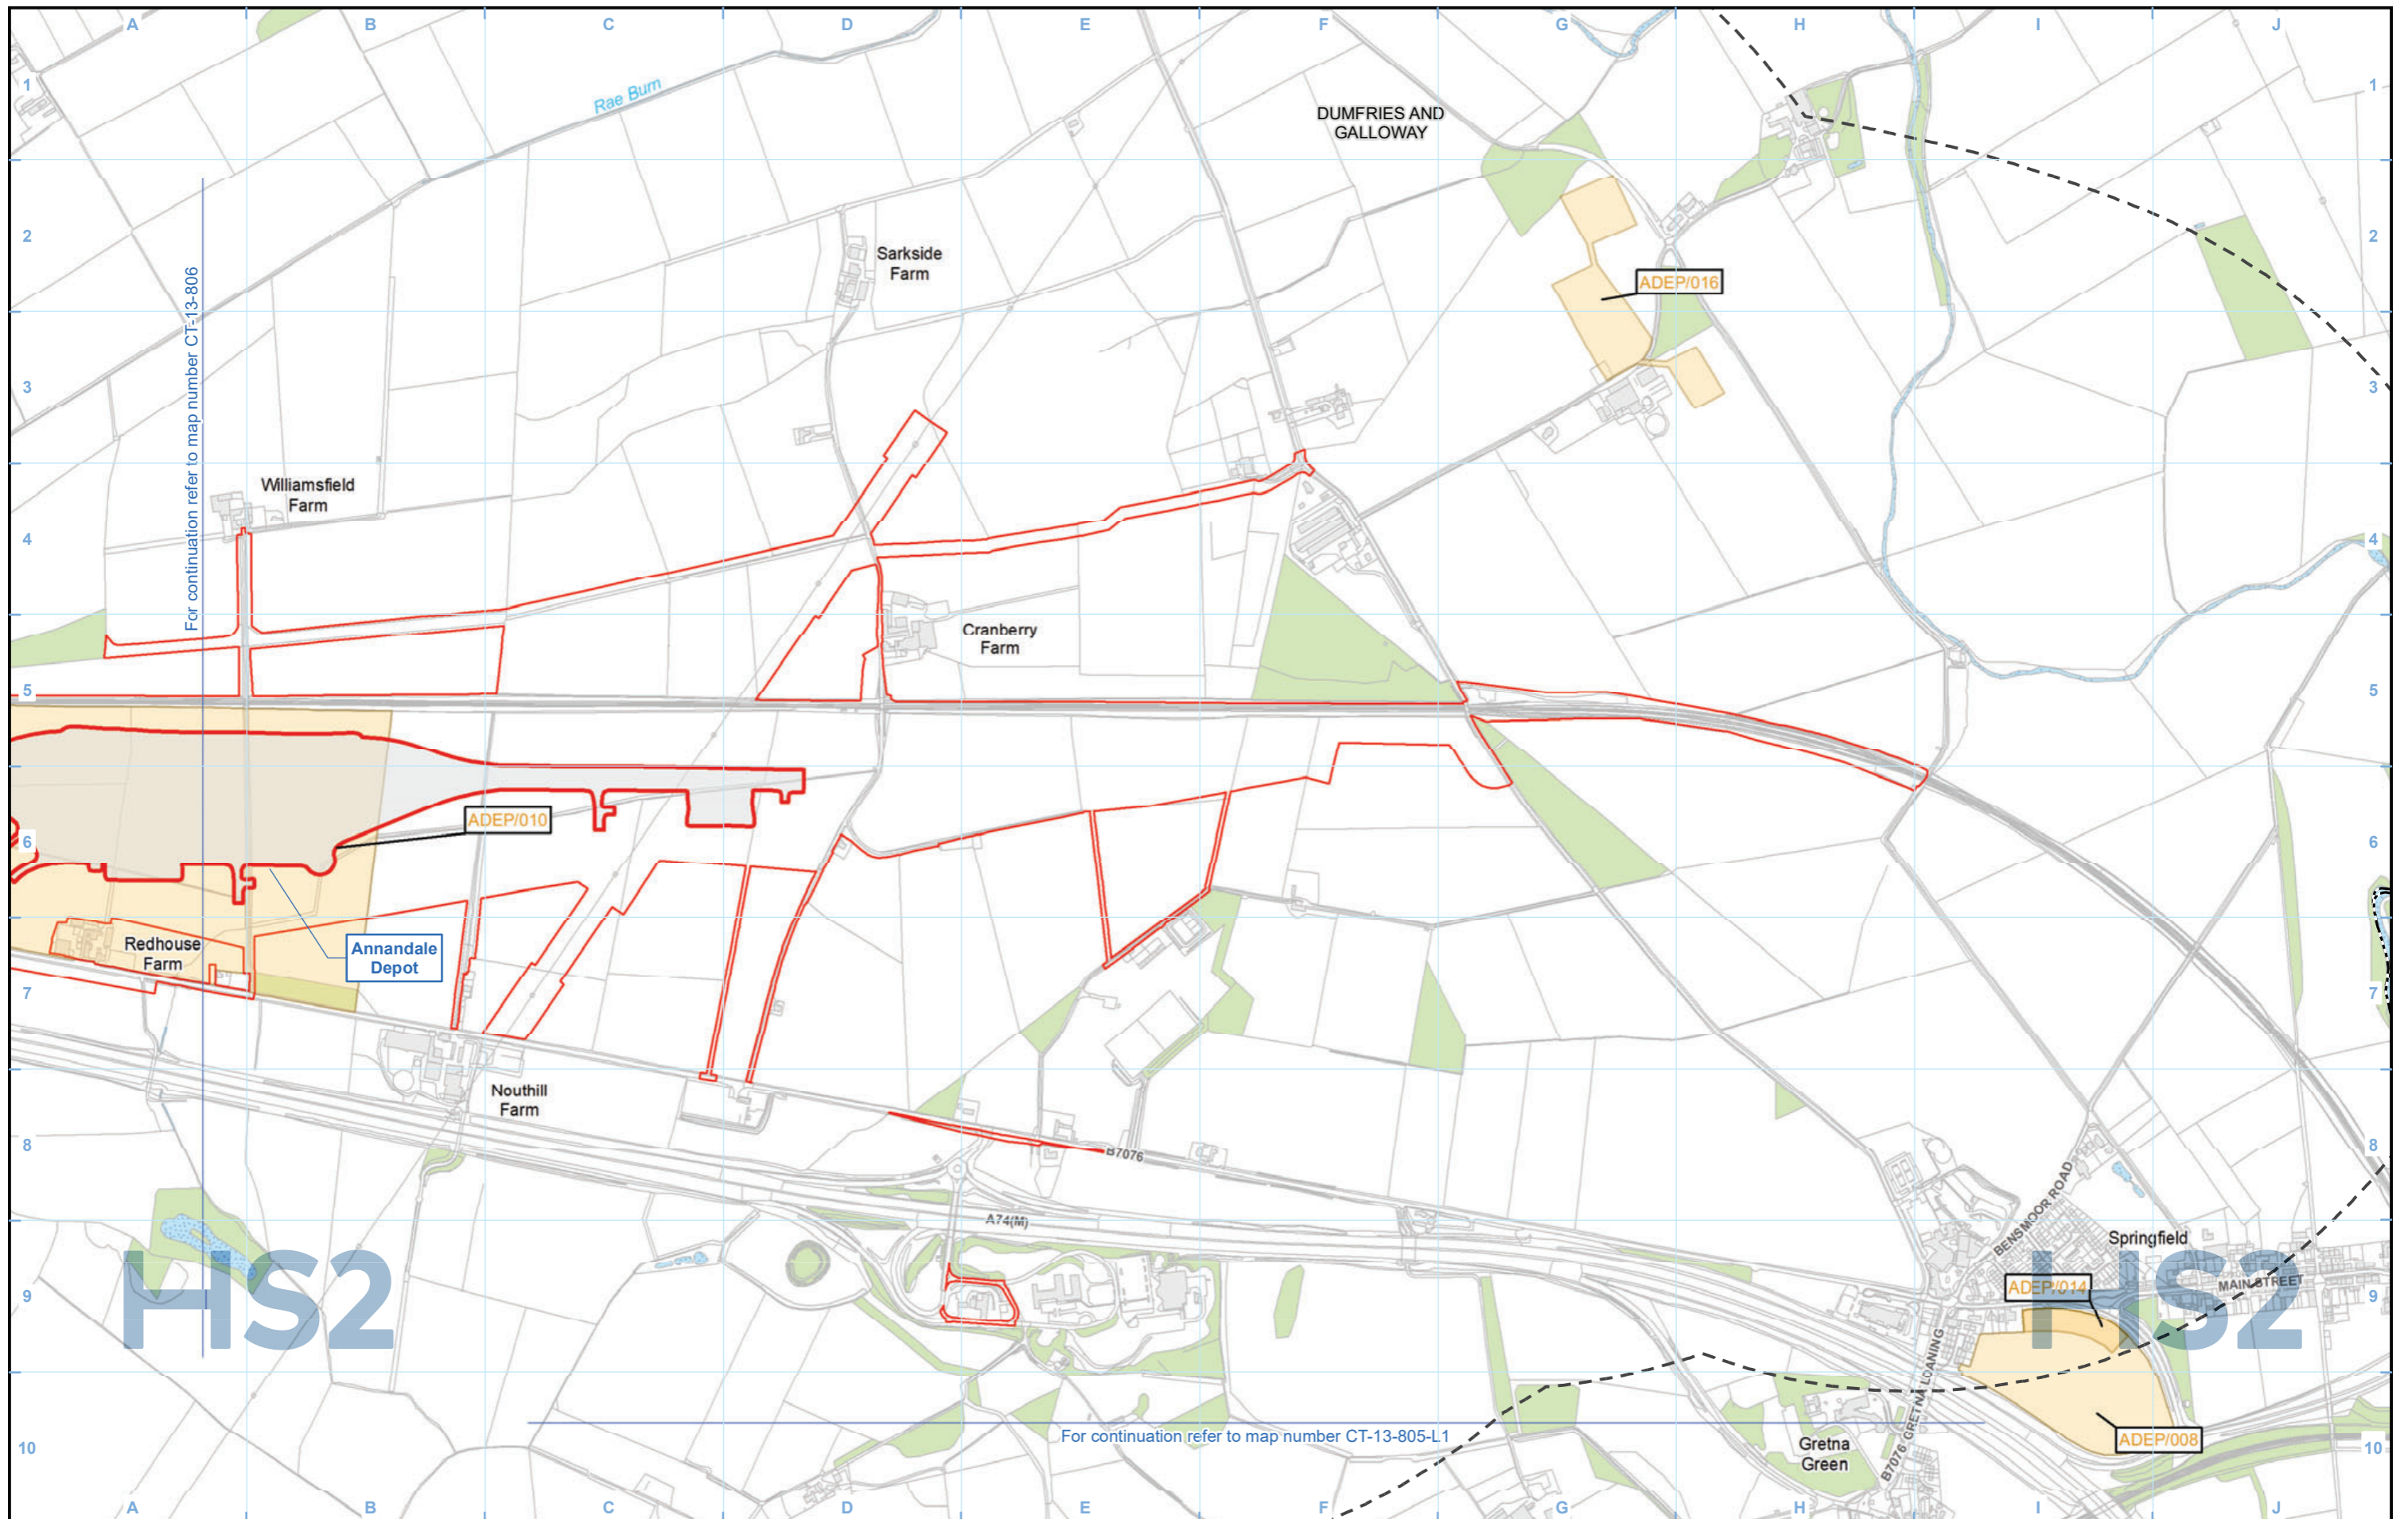 A B C D E F G H I J
1 1
Rae Burn
DUMFRIES AND
GALLOWAY
2 2
Sarkside
Farm
ADEP/016
For continuation refer to map number CT-13-806
3 3
Williamsfield
Farm
4 4
Cranberry
Farm
5 5
ADEP/010
6 6
Redhouse
Farm
Annandale
Depot
7 7
Nouthill
Farm
8 8
B7076
A74(M)
BENSMOOR ROAD
Springfield
MAIN STREET
HS2
HS2
ADEP/014
9 9
B7076 GRETNA LOANING
For continuation refer to map number CT-13-805-L1
Gretna
Green
ADEP/008
10 10
A B C D E F G H I J